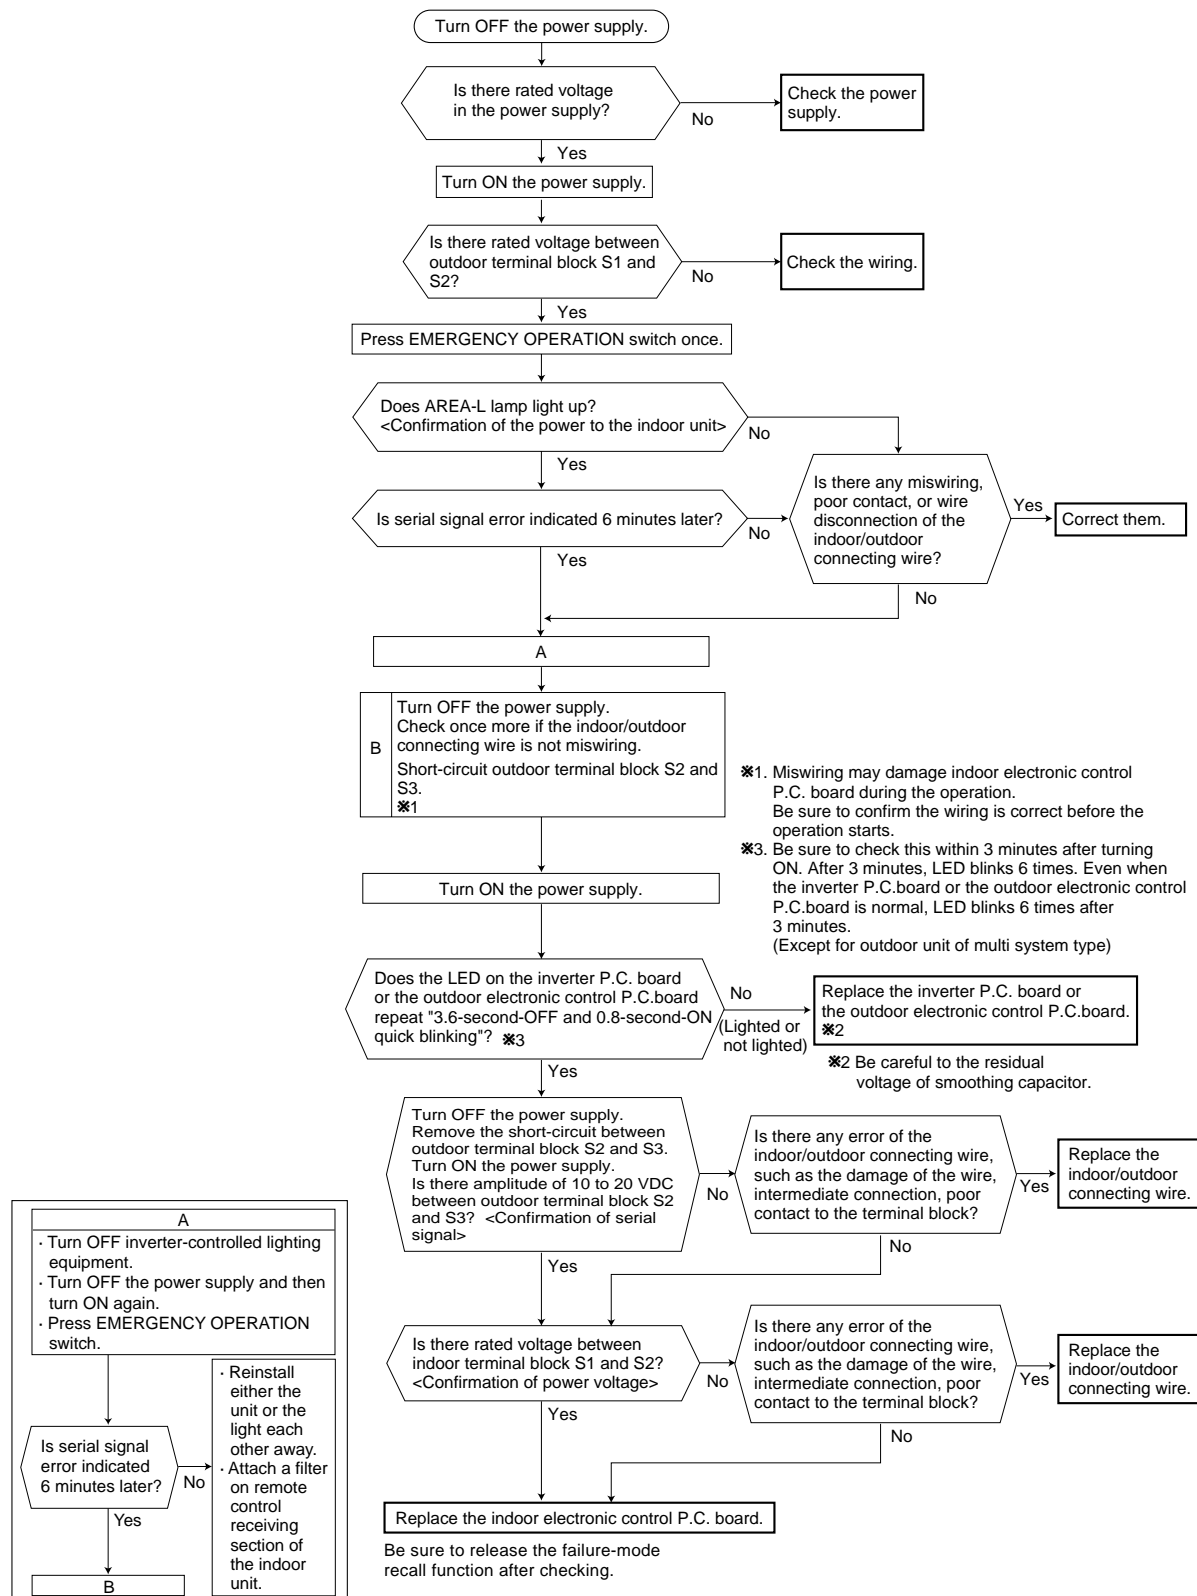 Turn OFF the power supply.
Is there rated voltage
in the power supply?
No
Check the power
supply.
Yes
Turn ON the power supply.
Is there rated voltage between
outdoor terminal block S1 and
S2?
No
Check the wiring.
Yes
Press EMERGENCY OPERATION switch once.
Does AREA-L lamp light up?
<Confirmation of the power to the indoor unit>
No
Yes
Is serial signal error indicated 6 minutes later?
No
Is there any miswiring,
poor contact, or wire
disconnection of the
indoor/outdoor
connecting wire?
Yes
Correct them.
Yes
No
A
B
Turn OFF the power supply.
Check once more if the indoor/outdoor
connecting wire is not miswiring.
Short-circuit outdoor terminal block S2 and
S3.
※1
※1. Miswiring may damage indoor electronic control
P.C. board during the operation.
Be sure to confirm the wiring is correct before the
operation starts.
※3. Be sure to check this within 3 minutes after turning
ON. After 3 minutes, LED blinks 6 times. Even when
the inverter P.C.board or the outdoor electronic control
P.C.board is normal, LED blinks 6 times after
3 minutes.
(Except for outdoor unit of multi system type)
Turn ON the power supply.
Does the LED on the inverter P.C. board
or the outdoor electronic control P.C.board
repeat "3.6-second-OFF and 0.8-second-ON
quick blinking"? ※3
No
(Lighted or
not lighted)
Replace the inverter P.C. board or
the outdoor electronic control P.C.board.
※2
※2 Be careful to the residual
voltage of smoothing capacitor.
Yes
Turn OFF the power supply.
Remove the short-circuit between
outdoor terminal block S2 and S3.
Turn ON the power supply.
Is there amplitude of 10 to 20 VDC
between outdoor terminal block S2
and S3? <Confirmation of serial
signal>
No
Is there any error of the
indoor/outdoor connecting wire,
such as the damage of the wire,
intermediate connection, poor
contact to the terminal block?
Yes
Replace the
indoor/outdoor
connecting wire.
Yes
No
Is there rated voltage between
indoor terminal block S1 and S2?
<Confirmation of power voltage>
No
Is there any error of the
indoor/outdoor connecting wire,
such as the damage of the wire,
intermediate connection, poor
contact to the terminal block?
Yes
Replace the
indoor/outdoor
connecting wire.
Yes
No
Replace the indoor electronic control P.C. board.
Be sure to release the failure-mode
recall function after checking.
A
· Turn OFF inverter-controlled lighting
equipment.
· Turn OFF the power supply and then
turn ON again.
· Press EMERGENCY OPERATION
switch.
Is serial signal
error indicated
6 minutes later?
No
· Reinstall
either the
unit or the
light each
other away.
· Attach a filter
on remote
control
receiving
section of
the indoor
unit.
Yes
B